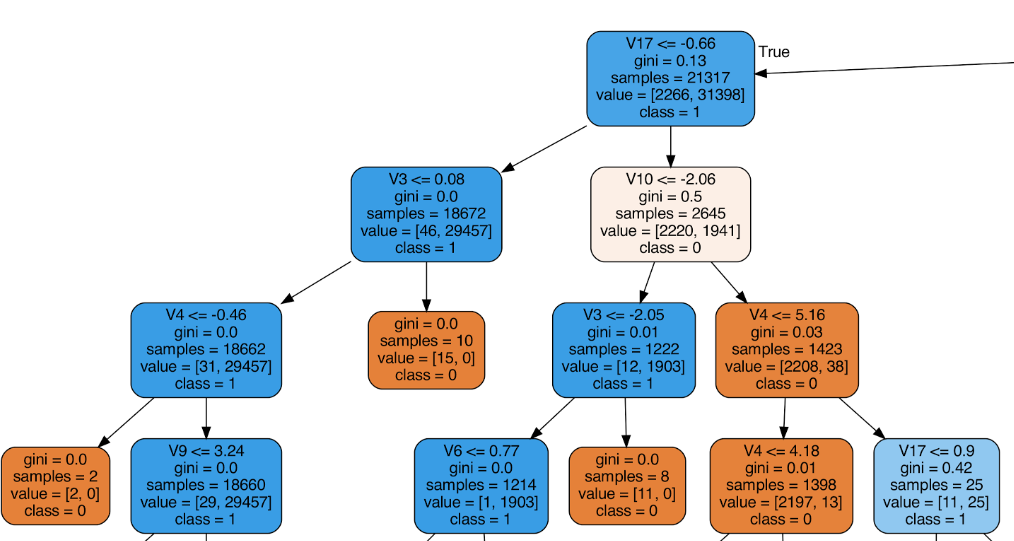 V17 <= -0.66
gini = 0.13
samples = 21317
value = [2266, 31398]
class = 1
True
V3 <= 0.08
gini = 0.0
samples = 18672
value = [46, 29457]
class = 1
V10 <= -2.06
gini = 0.5
samples = 2645
value = [2220, 1941]
class = 0
V4 <= -0.46
gini = 0.0
samples = 18662
value = [31, 29457]
class = 1
gini = 0.0
samples = 10
value = [15, 0]
class = 0
V3 <= -2.05
gini = 0.01
samples = 1222
value = [12, 1903]
class = 1
V4 <= 5.16
gini = 0.03
samples = 1423
value = [2208, 38]
class = 0
gini = 0.0
samples = 2
value = [2, 0]
class = 0
V9 <= 3.24
gini = 0.0
samples = 18660
value = [29, 29457]
class = 1
V6 <= 0.77
gini = 0.0
samples = 1214
value = [1, 1903]
class = 1
gini = 0.0
samples = 8
value = [11, 0]
class = 0
V4 <= 4.18
gini = 0.01
samples = 1398
value = [2197, 13]
class = 0
V17 <= 0.9
gini = 0.42
samples = 25
value = [11, 25]
class = 1